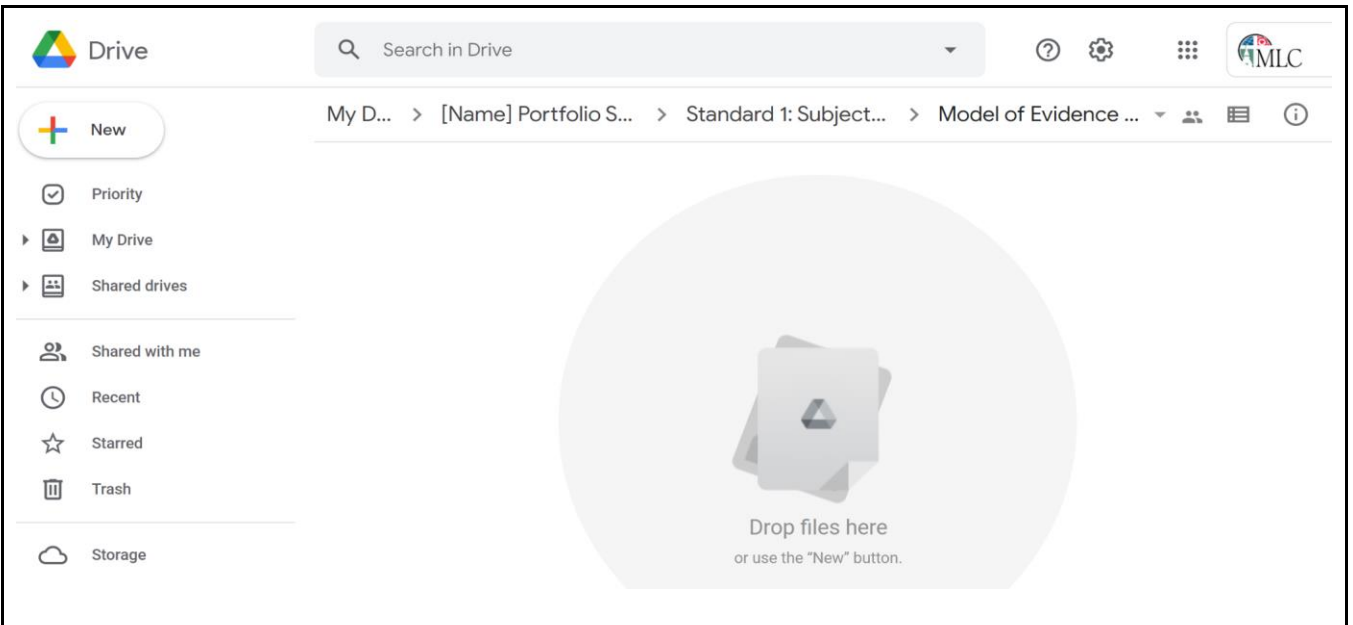 Drive
Search in Drive
MLC
New
My D... > [Name] Portfolio S... > Standard 1: Subject... > Model of Evidence ...
Priority
My Drive
Shared drives
Shared with me
Recent
Starred
Trash
Storage
Drop files here
or use the “New” button.